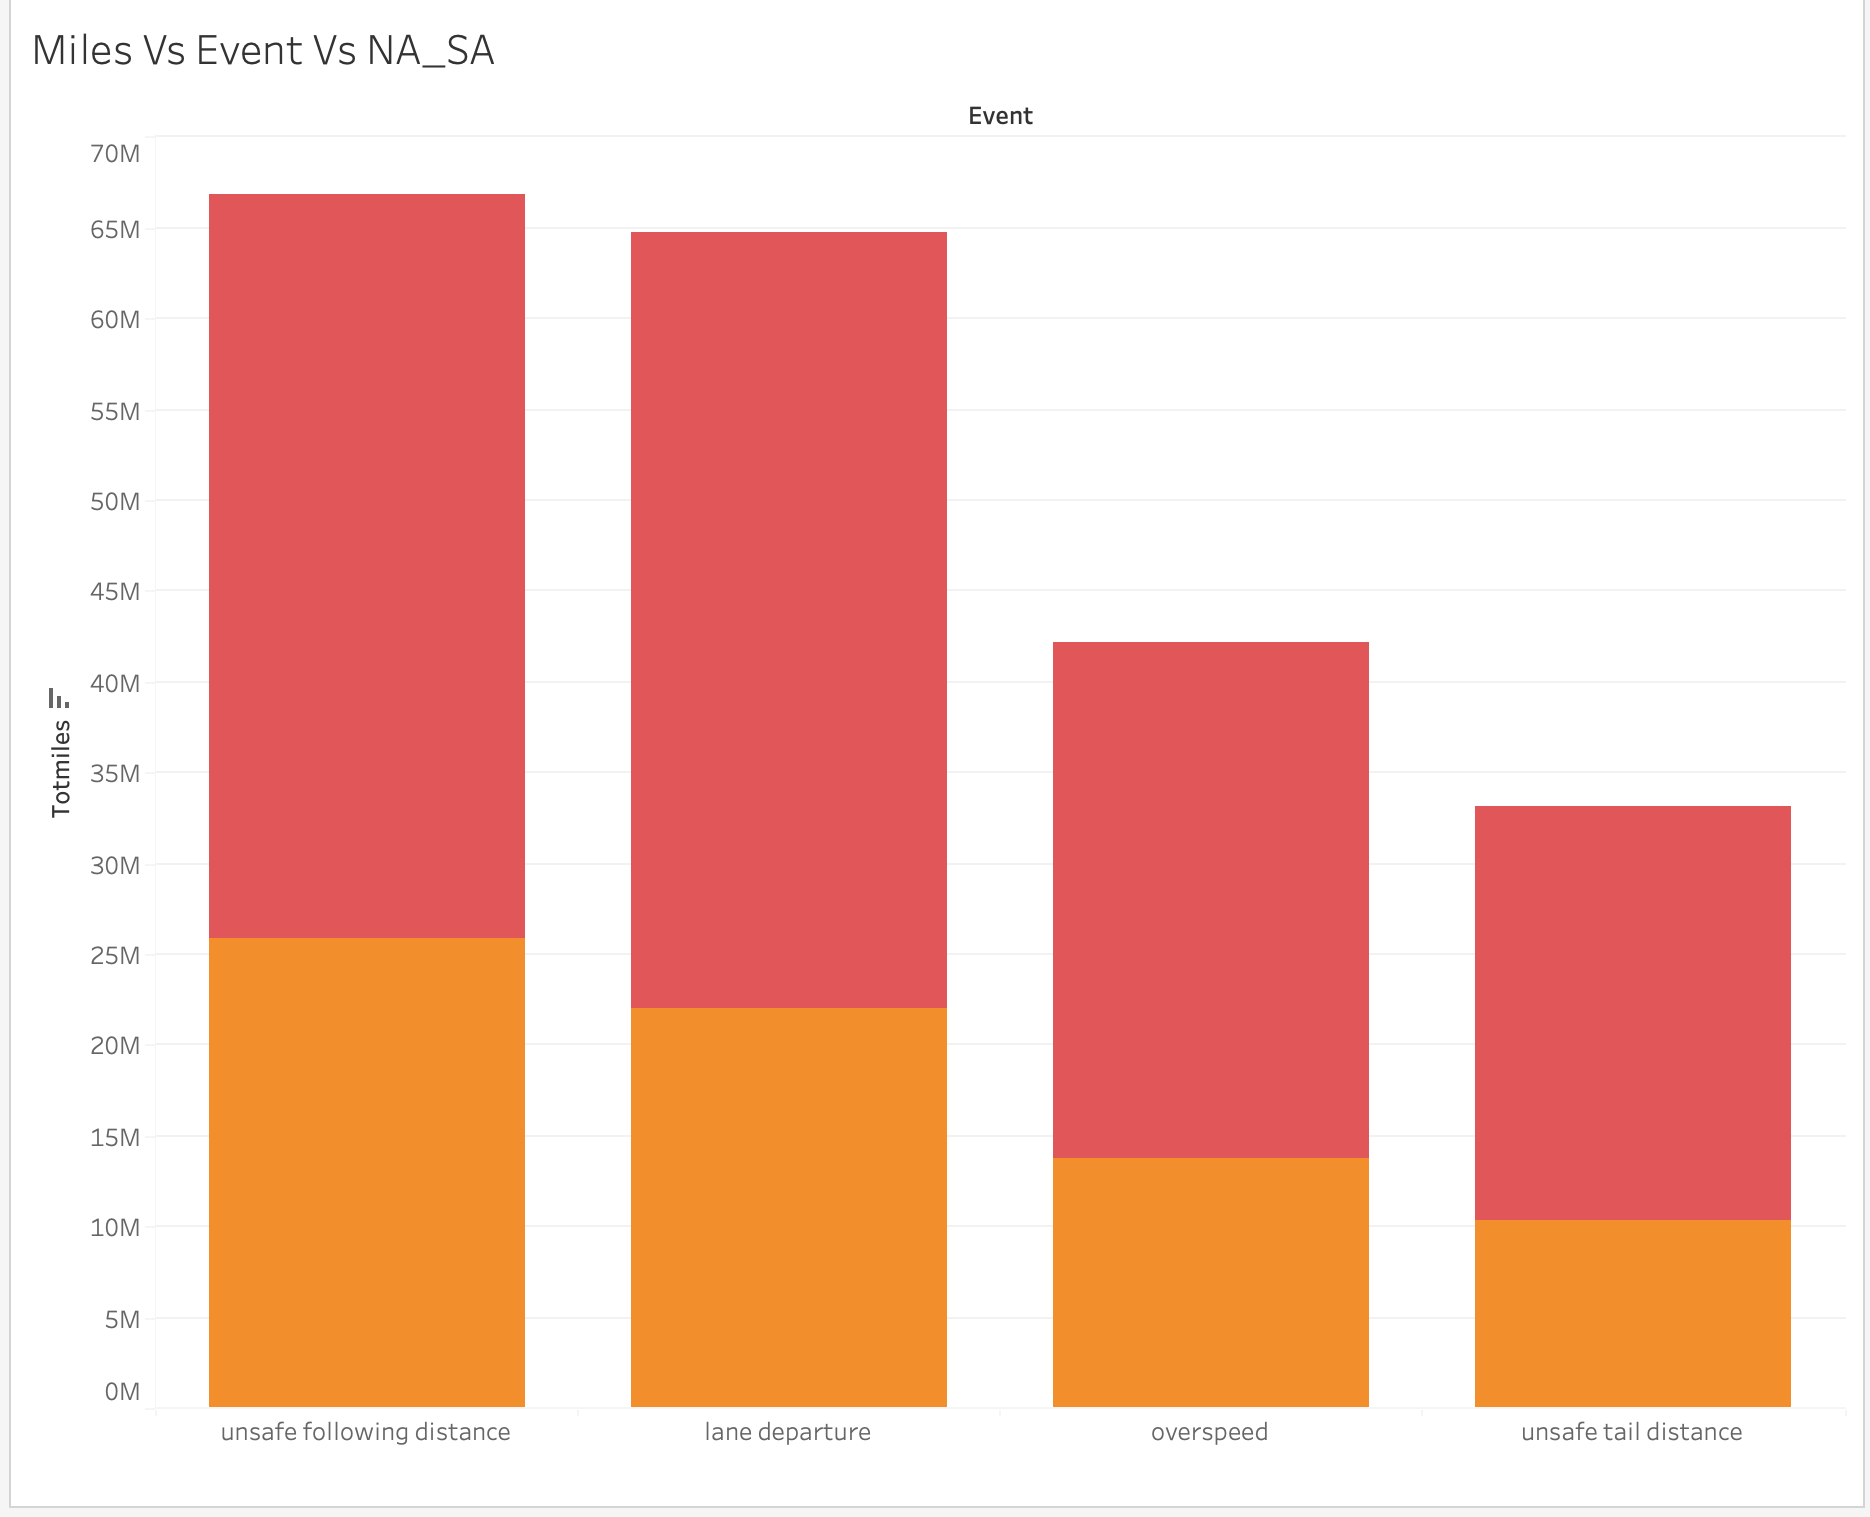 Miles Vs Event Vs NA_SA
Event
70M
65M
60M
55M
50M
45M
40M
35M
30M
25M
20M
15M
10M
5M
0M
Totmiles
unsafe following distance
lane departure
overspeed
unsafe tail distance